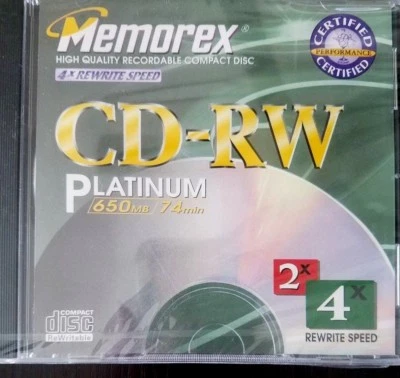 Memorex®
HIGH QUALITY RECORDABLE COMPACT DISC
4x REWRITE SPEED
CERTIFIED
PERFORMANCE
CERTIFIED
CD-RW
PLATINUM
650MB / 74min
2x
4x
REWRITE SPEED
COMPACT
disc
ReWritable